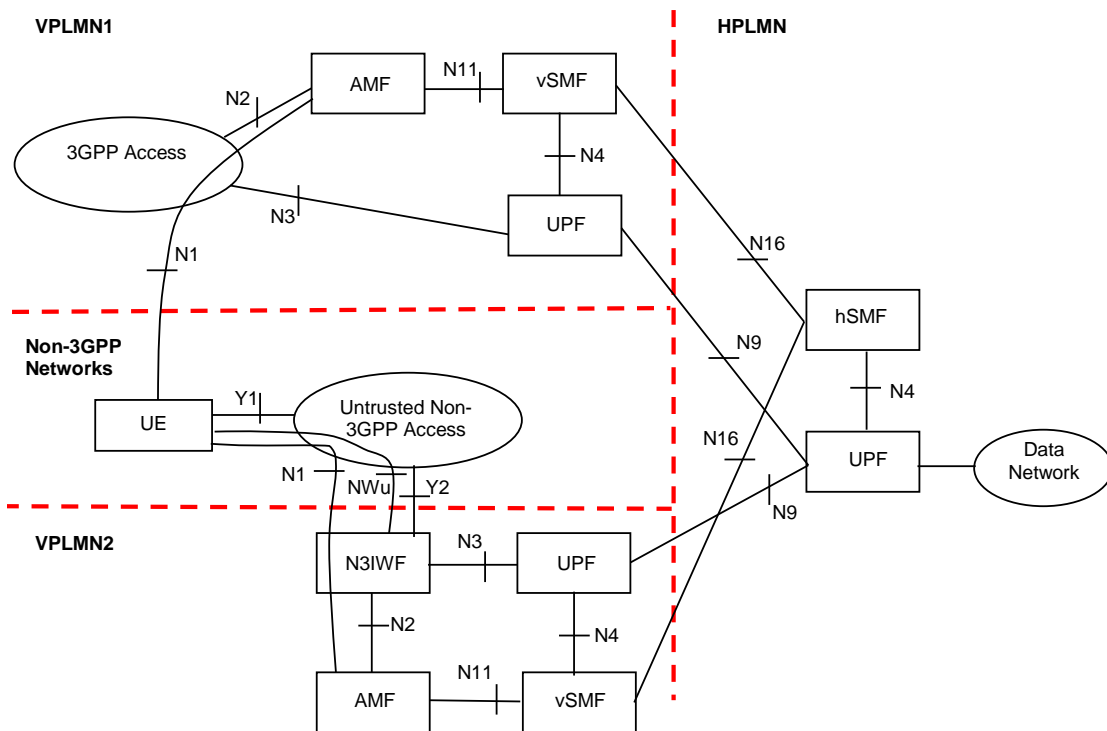 VPLMN1
HPLMN
AMF
N11
vSMF
N2
3GPP Access
N4
N3
UPF
N1
N16
hSMF
Non-3GPP
Networks
N9
N4
UE
Y1
Untrusted Non-
3GPP Access
N16
UPF
Data
Network
N1
NWu
Y2
N9
VPLMN2
N3IWF
N3
UPF
N2
N4
AMF
N11
vSMF